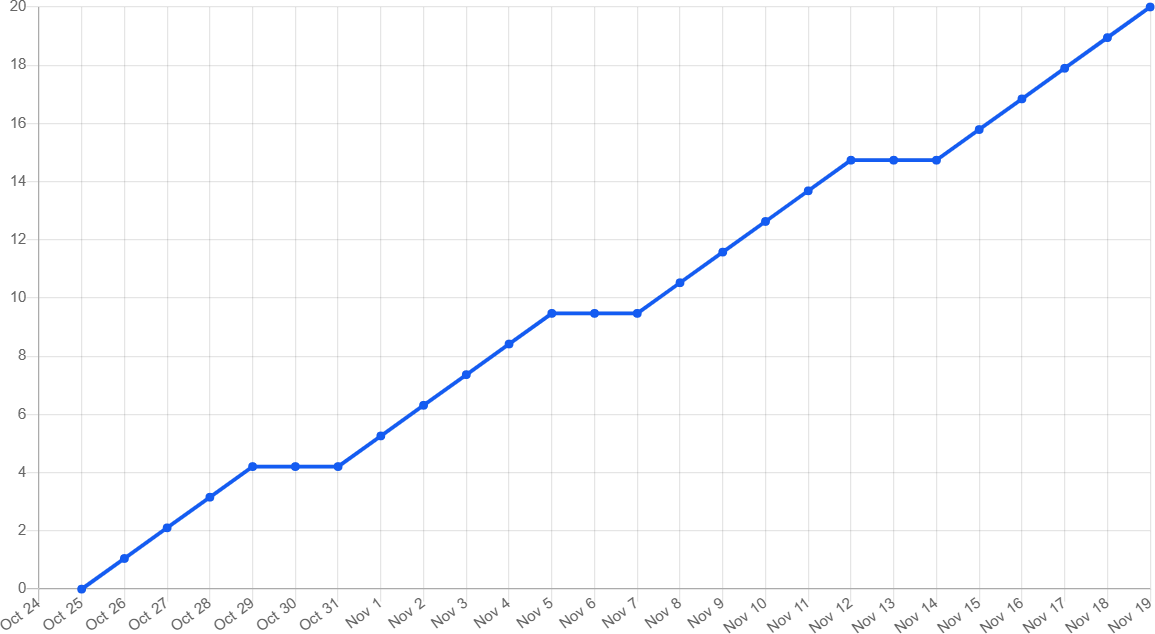 20
18
16
14
12
10
8
6
4
2
0
Oct 24
Oct 25
Oct 26
Oct 27
Oct 28
Oct 29
Oct 30
Oct 31
Nov 1
Nov 2
Nov 3
Nov 4
Nov 5
Nov 6
Nov 7
Nov 8
Nov 9
Nov 10
Nov 11
Nov 12
Nov 13
Nov 14
Nov 15
Nov 16
Nov 17
Nov 18
Nov 19